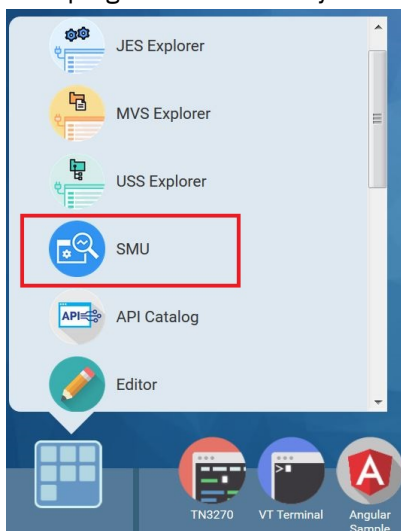 JES Explorer
MVS Explorer
USS Explorer
SMU
API
API Catalog
Editor
TN3270
VT Terminal
Angular
Sample